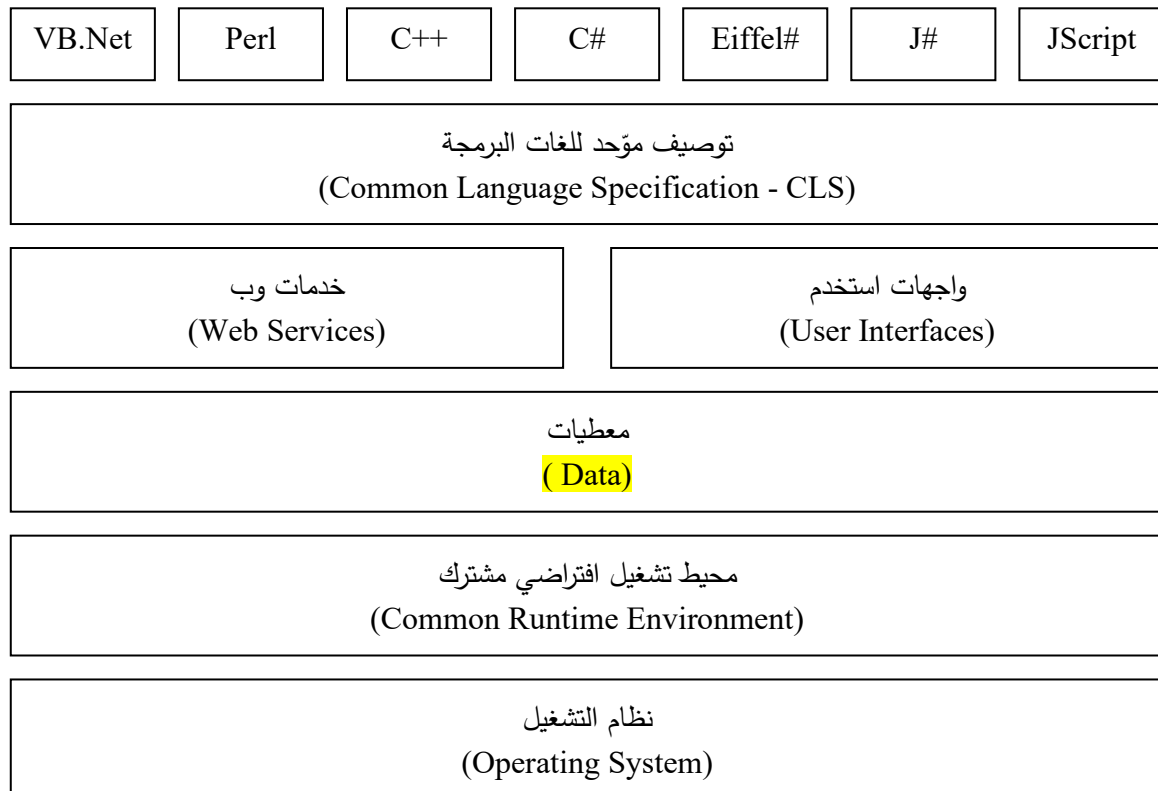 VB.Net
Perl
C++
C#
Eiffel#
J#
JScript
توصيف موّحد للغات البرمجة
(Common Language Specification - CLS)
خدمات وب
(Web Services)
واجهات استخدم
(User Interfaces)
معطيات
( Data)
محيط تشغيل افتراضي مشترك
(Common Runtime Environment)
نظام التشغيل
(Operating System)